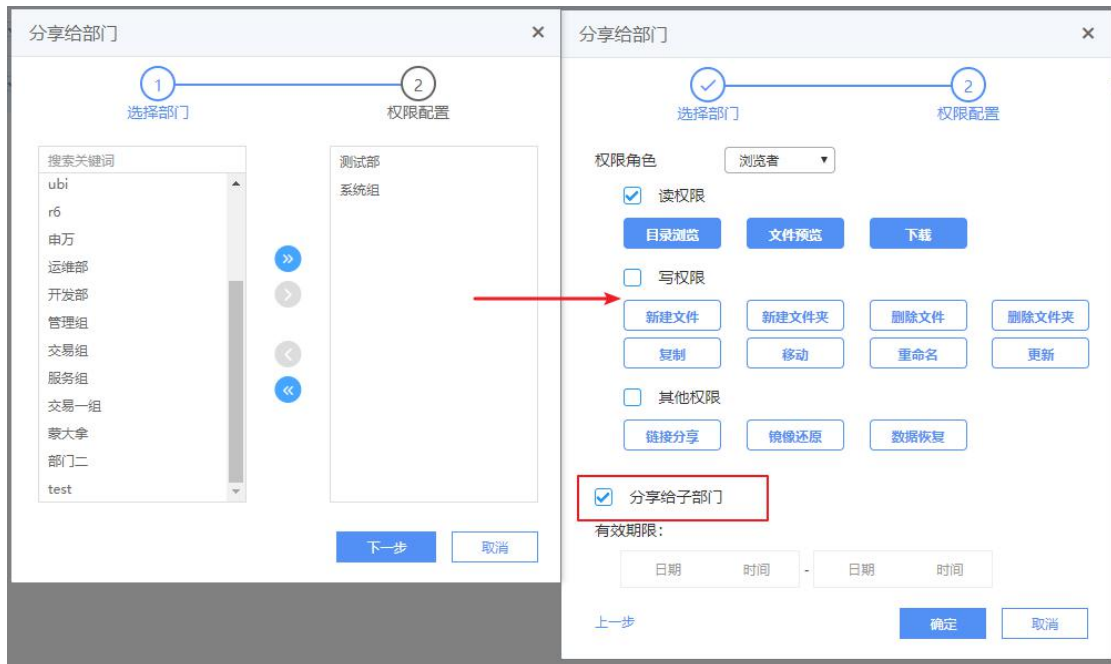 分享给部门 ×
1 2
选择部门 权限配置
搜索关键词
ubi
r6
申万
运维部
开发部
管理组
交易组
服务组
交易一组
蒙大拿
部门二
test
测试部
系统组
下一步 取消
分享给部门 ×
2
选择部门 权限配置
权限角色 浏览者
读权限
目录浏览 文件预览 下载
写权限
新建文件 新建文件夹 删除文件 删除文件夹
复制 移动 重命名 更新
其他权限
链接分享 镜像还原 数据恢复
分享给子部门
有效期限:
日期 时间 - 日期 时间
上一步 确定 取消